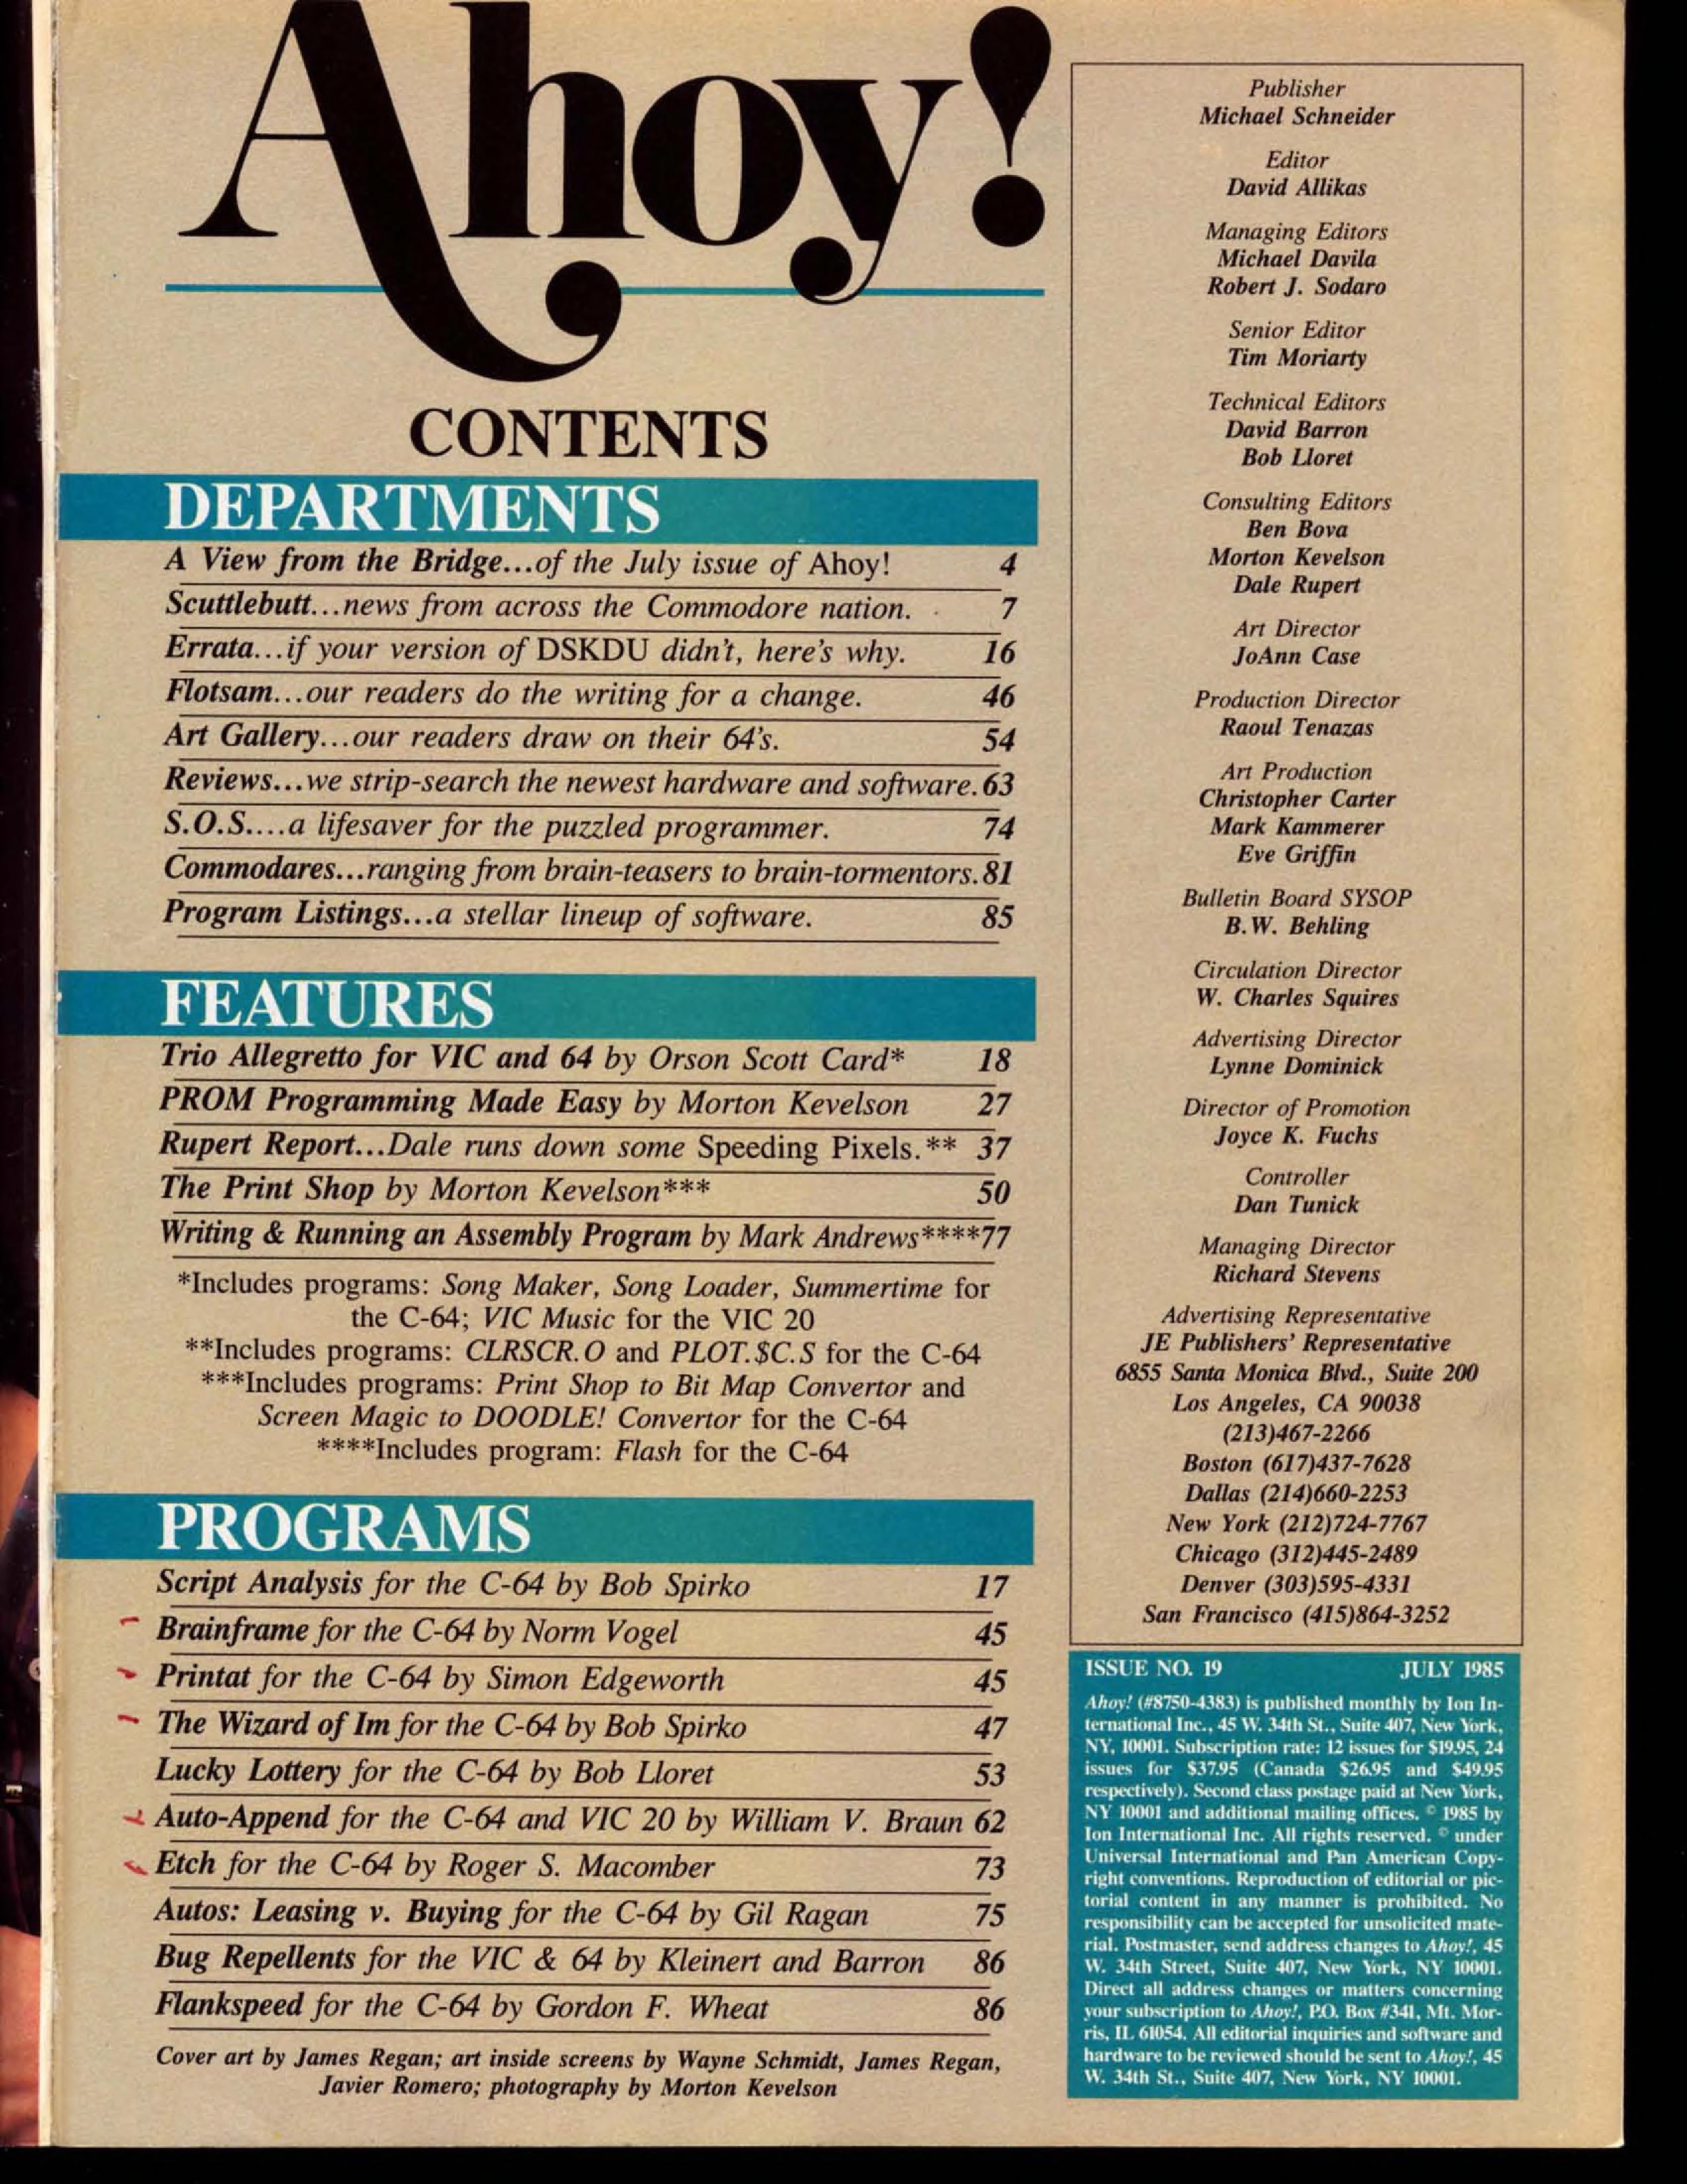 Ahoy!
CONTENTS
DEPARTMENTS
A View from the Bridge...of the July issue of Ahoy! 4
Scuttlebutt...news from across the Commodore nation. 7
Errata...if your version of DSKDU didn't, here's why. 16
Flotsam...our readers do the writing for a change. 46
Art Gallery...our readers draw on their 64's. 54
Reviews...we strip-search the newest hardware and software. 63
S.O.S....a lifesaver for the puzzled programmer. 74
Commodares...ranging from brain-teasers to brain-tormentors. 81
Program Listings...a stellar lineup of software. 85
FEATURES
Trio Allegretto for VIC and 64 by Orson Scott Card* 18
PROM Programming Made Easy by Morton Kevelson 27
Rupert Report...Dale runs down some Speeding Pixels.** 37
The Print Shop by Morton Kevelson*** 50
Writing & Running an Assembly Program by Mark Andrews****77
*Includes programs: Song Maker, Song Loader, Summertime for
the C-64; VIC Music for the VIC 20
**Includes programs: CLRSCR.O and PLOT.$C.S for the C-64
***Includes programs: Print Shop to Bit Map Convertor and
Screen Magic to DOODLE! Convertor for the C-64
****Includes program: Flash for the C-64
PROGRAMS
Script Analysis for the C-64 by Bob Spirko 17
Brainframe for the C-64 by Norm Vogel 45
Printat for the C-64 by Simon Edgeworth 45
The Wizard of Im for the C-64 by Bob Spirko 47
Lucky Lottery for the C-64 by Bob Lloret 53
Auto-Append for the C-64 and VIC 20 by William V. Braun 62
Etch for the C-64 by Roger S. Macomber 73
Autos: Leasing v. Buying for the C-64 by Gil Ragan 75
Bug Repellents for the VIC & 64 by Kleinert and Barron 86
Flankspeed for the C-64 by Gordon F. Wheat 86
Cover art by James Regan; art inside screens by Wayne Schmidt, James Regan,
Javier Romero; photography by Morton Kevelson
Publisher
Michael Schneider
Editor
David Allikas
Managing Editors
Michael Davila
Robert J. Sodaro
Senior Editor
Tim Moriarty
Technical Editors
David Barron
Bob Lloret
Consulting Editors
Ben Bova
Morton Kevelson
Dale Rupert
Art Director
JoAnn Case
Production Director
Raoul Tenazas
Art Production
Christopher Carter
Mark Kammerer
Eve Griffin
Bulletin Board SYSOP
B.W. Behling
Circulation Director
W. Charles Squires
Advertising Director
Lynne Dominick
Director of Promotion
Joyce K. Fuchs
Controller
Dan Tunick
Managing Director
Richard Stevens
Advertising Representative
JE Publishers' Representative
6855 Santa Monica Blvd., Suite 200
Los Angeles, CA 90038
(213)467-2266
Boston (617)437-7628
Dallas (214)660-2253
New York (212)724-7767
Chicago (312)445-2489
Denver (303)595-4331
San Francisco (415)864-3252
ISSUE NO. 19 JULY 1985
Ahoy! (#8750-4383) is published monthly by Ion In-
ternational Inc., 45 W. 34th St., Suite 407, New York,
NY, 10001. Subscription rate: 12 issues for $19.95, 24
issues for $37.95 (Canada $26.95 and $49.95
respectively). Second class postage paid at New York,
NY 10001 and additional mailing offices. © 1985 by
Ion International Inc. All rights reserved. © under
Universal International and Pan American Copy-
right conventions. Reproduction of editorial or pic-
torial content in any manner is prohibited. No
responsibility can be accepted for unsolicited mate-
rial. Postmaster, send address changes to Ahoy!, 45
W. 34th Street, Suite 407, New York, NY 10001.
Direct all address changes or matters concerning
your subscription to Ahoy!, P.O. Box #341, Mt. Mor-
ris, IL 61054. All editorial inquiries and software and
hardware to be reviewed should be sent to Ahoy!, 45
W. 34th St., Suite 407, New York, NY 10001.